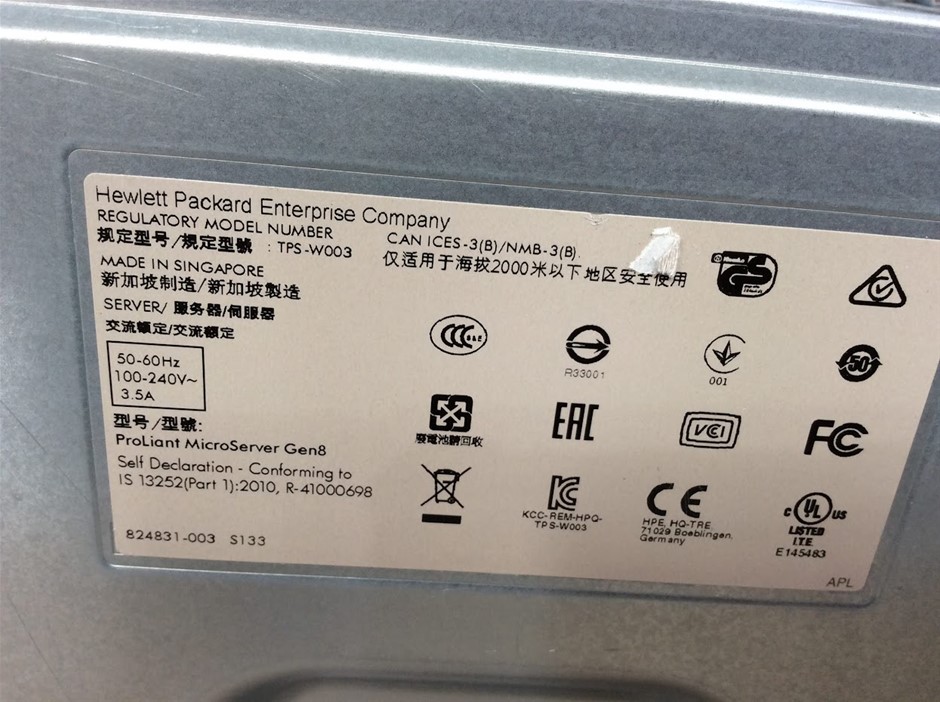 Hewlett Packard Enterprise Company
REGULATORY MODEL NUMBER
规定型号/規定型號 : TPS-W003
CAN ICES-3(B)/NMB-3(B).
仅适用于海拔2000米以下地区安全使用
MADE IN SINGAPORE
新加坡制造/新加坡製造
SERVER/ 服务器/伺服器
交流额定/交流額定
50-60Hz
100-240V~
3.5A
型号/型號:
ProLiant MicroServer Gen8
Self Declaration - Conforming to
IS 13252(Part 1):2010, R-41000698
824831-003 S133
GS
CCC
S&E
R33001
001
50
廢電池請回收
EAC
VCI
FC
KC
KCC-REM-HPQ-
TPS-W003
CE
HPE, HQ-TRE
71029 Boeblingen,
Germany
C UL US
LISTED
I.T.E.
E145483
APL